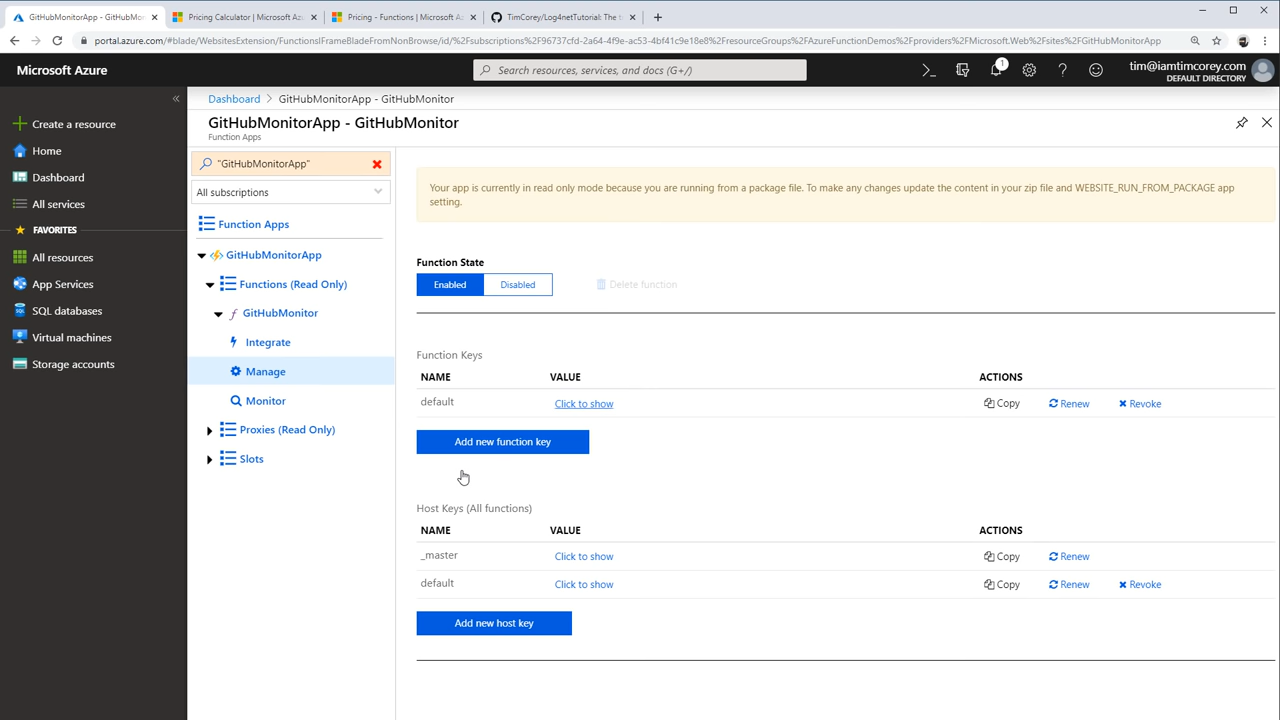 GitHubMonitorApp - GitHubMo
Pricing Calculator | Microsoft Az
Pricing - Functions | Microsoft Az
TimCorey/Log4netTutorial: The
portal.azure.com/#blade/WebsitesExtension/FunctionsIFrameBladeFromNonBrowse/id/%2Fsubscriptions%2F96737cfd-2a64-4f9e-ac53-4bf41c9e18e8%2FresourceGroups%2FAzureFunctionDemos%2Fproviders%2FMicrosoft.Web%2Fsites%2FGitHubMonitorApp
Microsoft Azure
Search resources, services, and docs (G+/)
1
tim@iamtimcorey.com
DEFAULT DIRECTORY
Create a resource
Home
Dashboard
All services
FAVORITES
All resources
App Services
SQL databases
Virtual machines
Storage accounts
Dashboard > GitHubMonitorApp - GitHubMonitor
GitHubMonitorApp - GitHubMonitor
Function Apps
"GitHubMonitorApp"
All subscriptions
Function Apps
GitHubMonitorApp
Functions (Read Only)
GitHubMonitor
Integrate
Manage
Monitor
Proxies (Read Only)
Slots
Your app is currently in read only mode because you are running from a package file. To make any changes update the content in your zip file and WEBSITE_RUN_FROM_PACKAGE app
setting.
Function State
Enabled Disabled Delete function
Function Keys
NAME VALUE ACTIONS
default Click to show Copy Renew Revoke
Add new function key
Host Keys (All functions)
NAME VALUE ACTIONS
_master Click to show Copy Renew
default Click to show Copy Renew Revoke
Add new host key